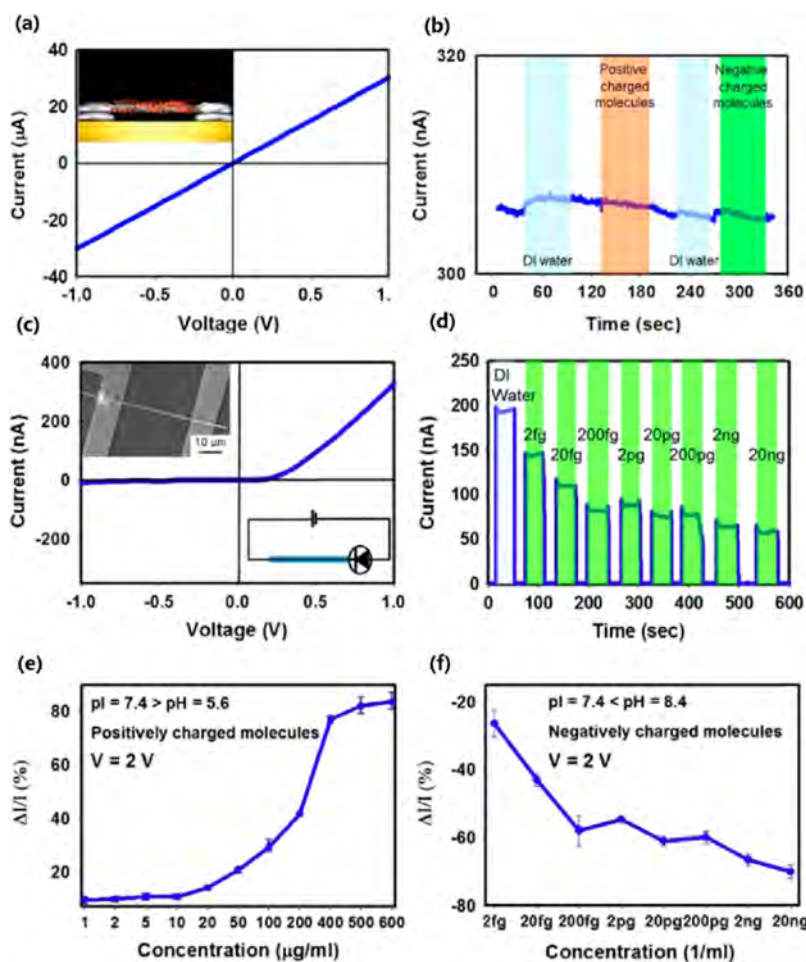 (a)
40
20
0
-20
-40
Current (μA)
-1.0 -0.5 0.0 0.5 1.
Voltage (V)
(b)
320
300
Current (nA)
Positive
charged
molecules
Negative
charged
molecules
DI water
DI water
0 60 120 180 240 300 360
Time (sec)
(c)
400
200
0
-200
Current (nA)
10 μm
-1.0 -0.5 0.0 0.5 1.0
Voltage (V)
(d)
250
200
150
100
50
0
Current (nA)
DI
Water
2fg
20fg
200fg
2pg
20pg
200pg
2ng
20ng
0 100 200 300 400 500 600
Time (sec)
(e)
80
60
40
20
ΔI/I (%)
pI = 7.4 > pH = 5.6
Positively charged molecules
V = 2 V
1 2 5 10 20 50 100 200 400 500 600
Concentration (μg/ml)
(f)
-20
-40
-60
-80
ΔI/I (%)
pI = 7.4 < pH = 8.4
Negatively charged molecules
V = 2 V
2fg 20fg 200fg 2pg 20pg 200pg 2ng 20ng
Concentration (1/ml)